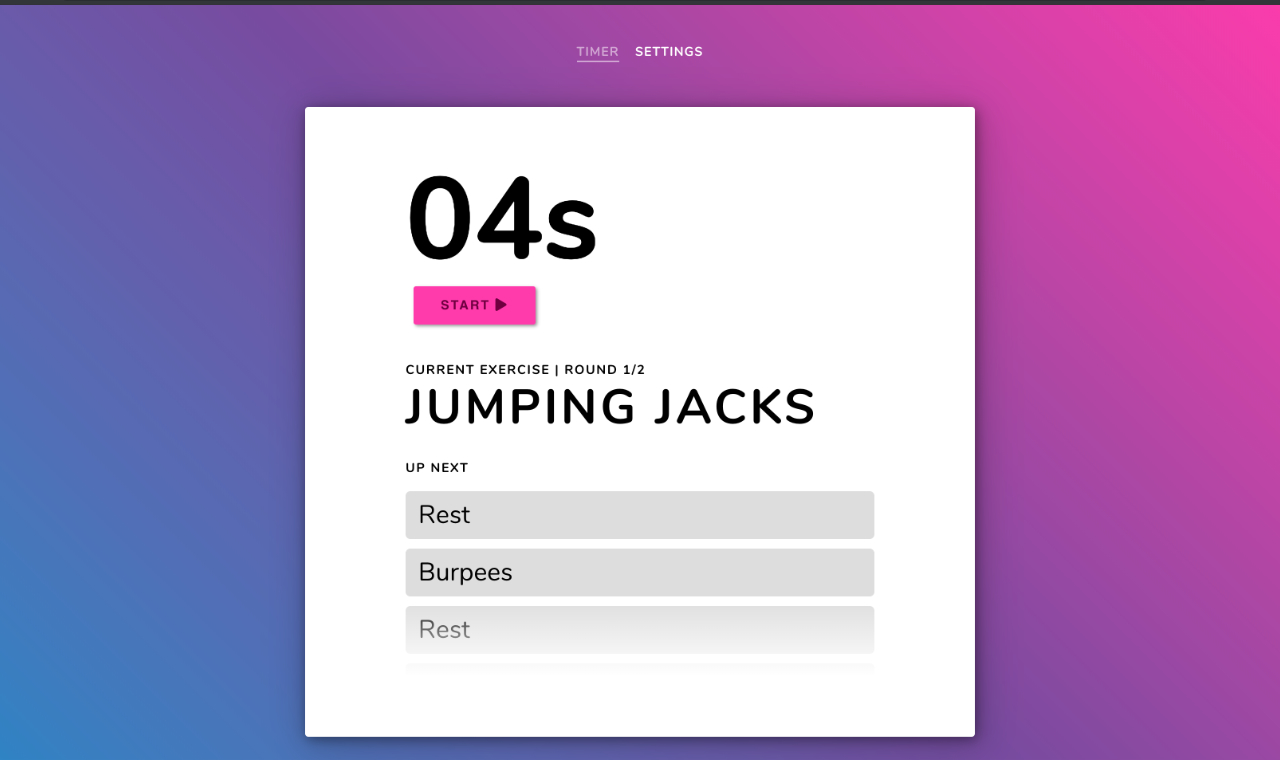 TIMER SETTINGS
04s
START
CURRENT EXERCISE | ROUND 1/2
JUMPING JACKS
UP NEXT
Rest
Burpees
Rest